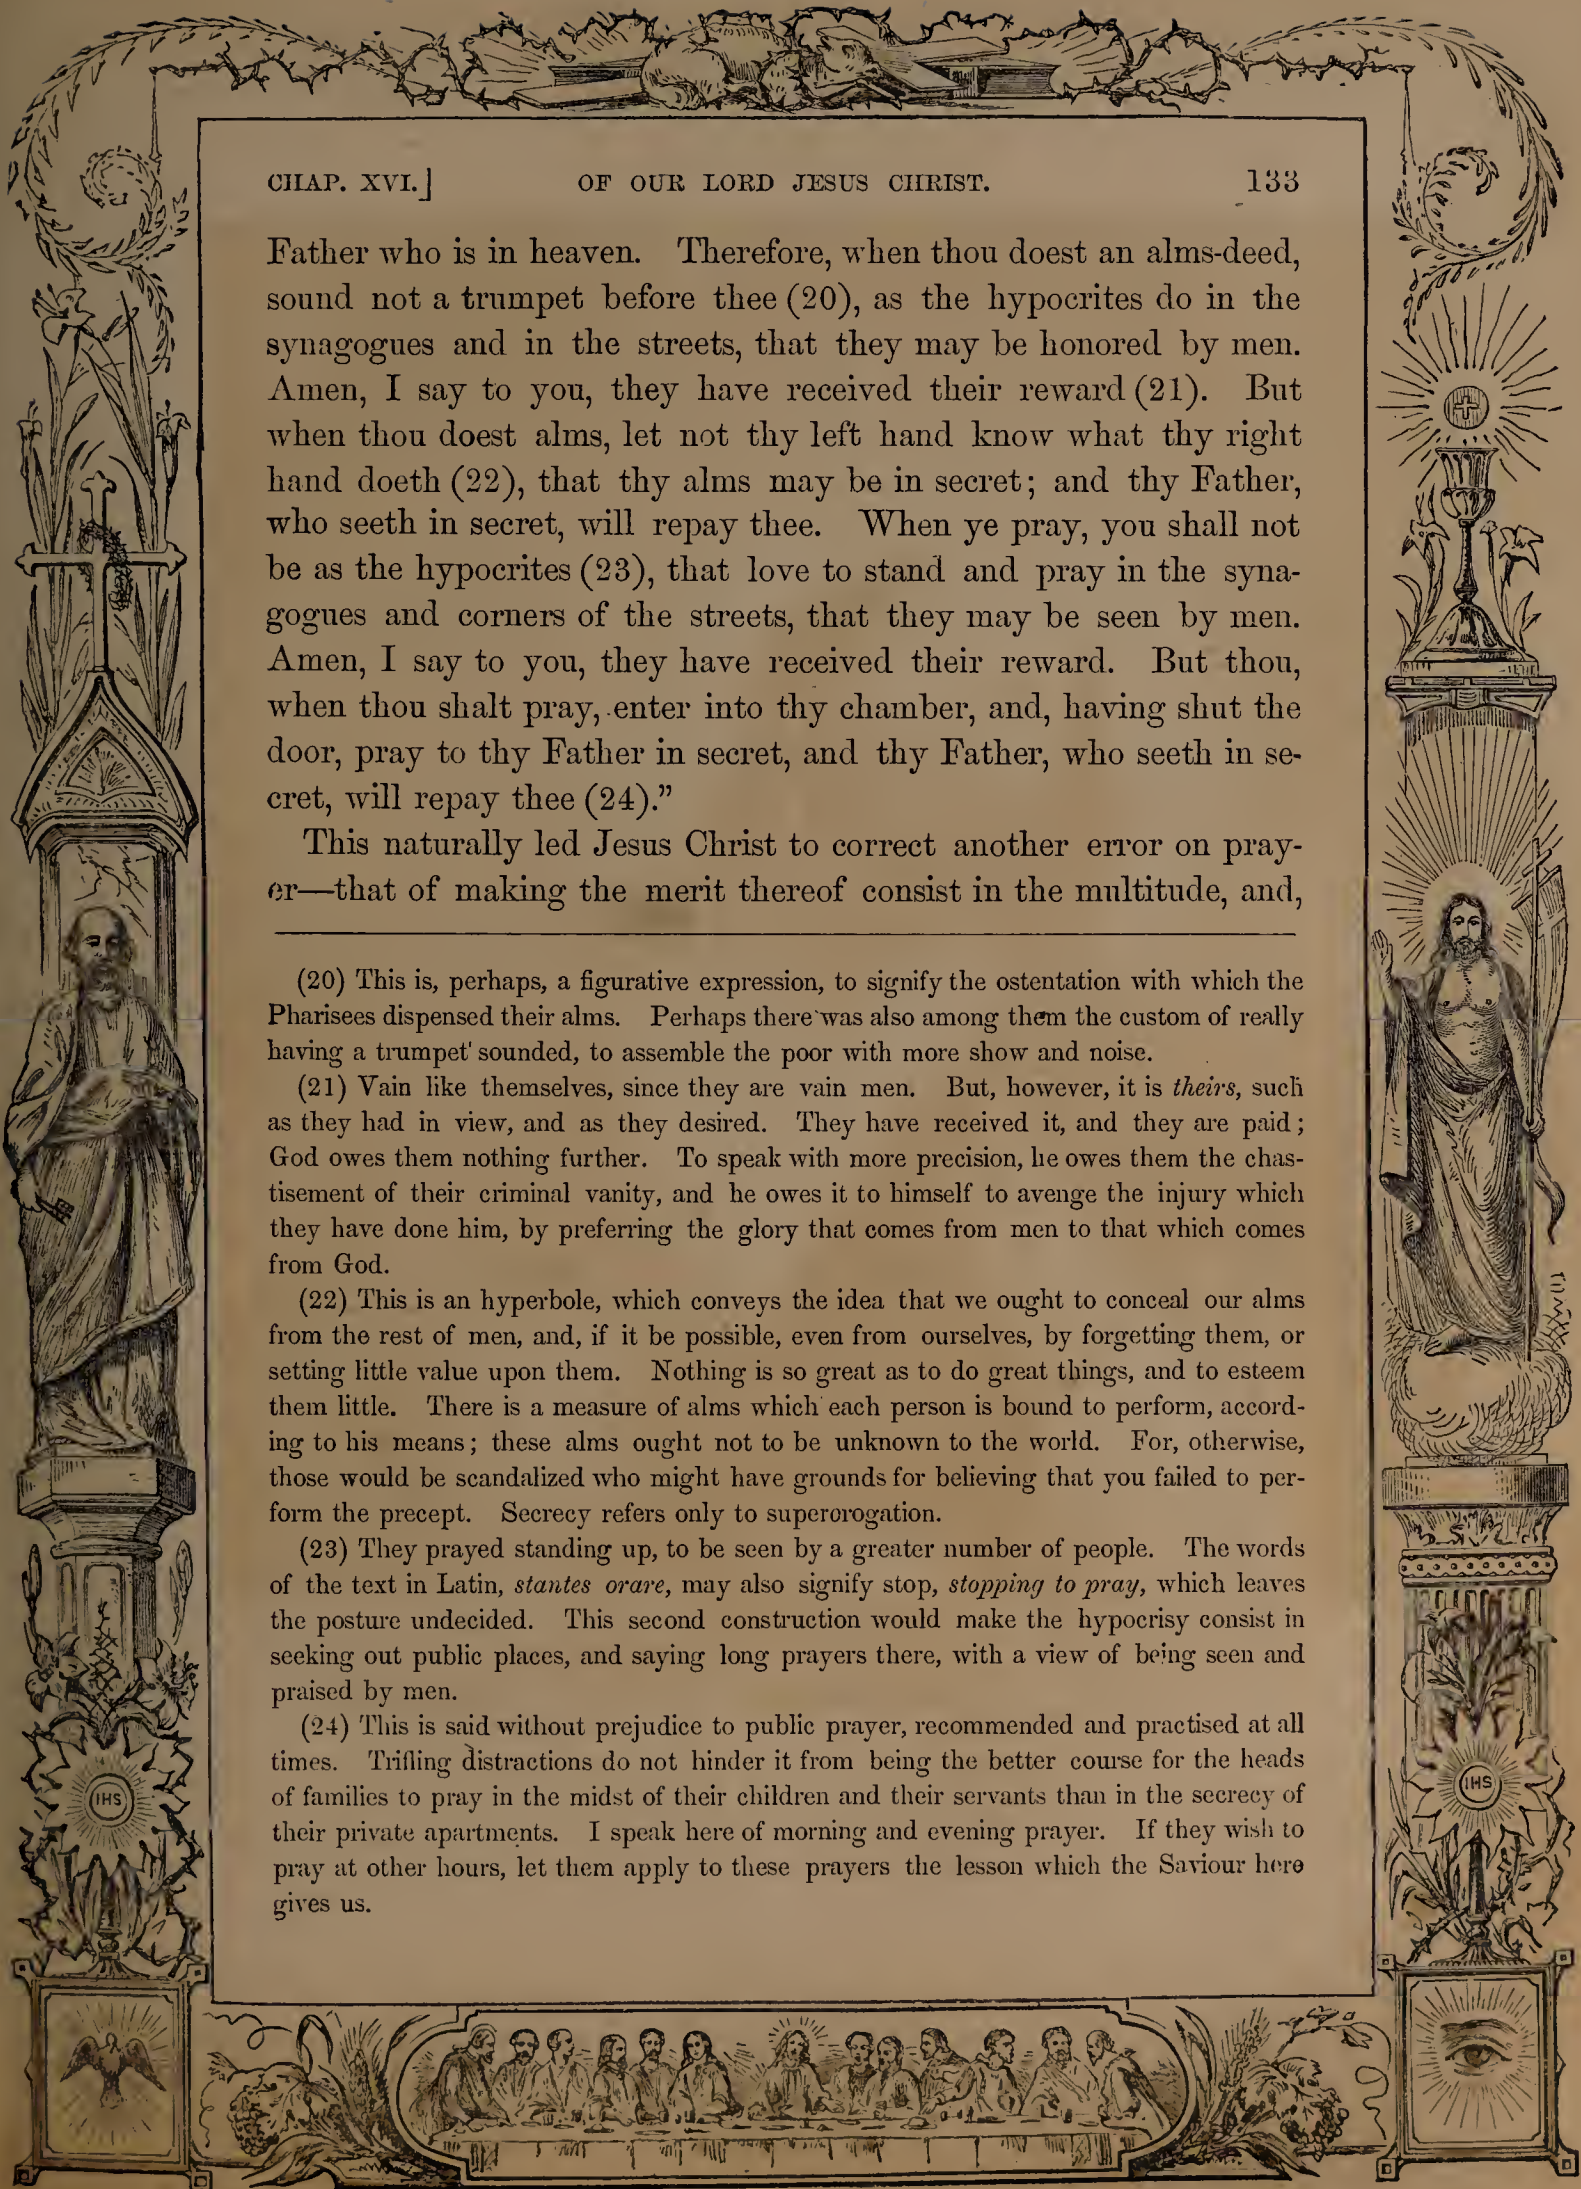 CHAP. XVI.] OF OUR LORD JESUS CHRIST. 133
Father who is in heaven. Therefore, when thou doest an alms-deed,
sound not a trumpet before thee (20), as the hypocrites do in the
synagogues and in the streets, that they may be honored by men.
Amen, I say to you, they have received their reward (21). But
when thou doest alms, let not thy left hand know what thy right
hand doeth (22), that thy alms may be in secret; and thy Father,
who seeth in secret, will repay thee. When ye pray, you shall not
be as the hypocrites (23), that love to stand and pray in the syna-
gogues and corners of the streets, that they may be seen by men.
Amen, I say to you, they have received their reward. But thou,
when thou shalt pray, enter into thy chamber, and, having shut the
door, pray to thy Father in secret, and thy Father, who seeth in se-
cret, will repay thee (24)."
This naturally led Jesus Christ to correct another error on pray-
er—that of making the merit thereof consist in the multitude, and,
(20) This is, perhaps, a figurative expression, to signify the ostentation with which the
Pharisees dispensed their alms. Perhaps there was also among them the custom of really
having a trumpet sounded, to assemble the poor with more show and noise.
(21) Vain like themselves, since they are vain men. But, however, it is theirs, such
as they had in view, and as they desired. They have received it, and they are paid;
God owes them nothing further. To speak with more precision, he owes them the chas-
tisement of their criminal vanity, and he owes it to himself to avenge the injury which
they have done him, by preferring the glory that comes from men to that which comes
from God.
(22) This is an hyperbole, which conveys the idea that we ought to conceal our alms
from the rest of men, and, if it be possible, even from ourselves, by forgetting them, or
setting little value upon them. Nothing is so great as to do great things, and to esteem
them little. There is a measure of alms which each person is bound to perform, accord-
ing to his means; these alms ought not to be unknown to the world. For, otherwise,
those would be scandalized who might have grounds for believing that you failed to per-
form the precept. Secrecy refers only to superorogation.
(23) They prayed standing up, to be seen by a greater number of people. The words
of the text in Latin, stantes orare, may also signify stop, stopping to pray, which leaves
the posture undecided. This second construction would make the hypocrisy consist in
seeking out public places, and saying long prayers there, with a view of being seen and
praised by men.
(24) This is said without prejudice to public prayer, recommended and practised at all
times. Trifling distractions do not hinder it from being the better course for the heads
of families to pray in the midst of their children and their servants than in the secrecy of
their private apartments. I speak here of morning and evening prayer. If they wish to
pray at other hours, let them apply to these prayers the lesson which the Saviour here
gives us.
IHS
IHS